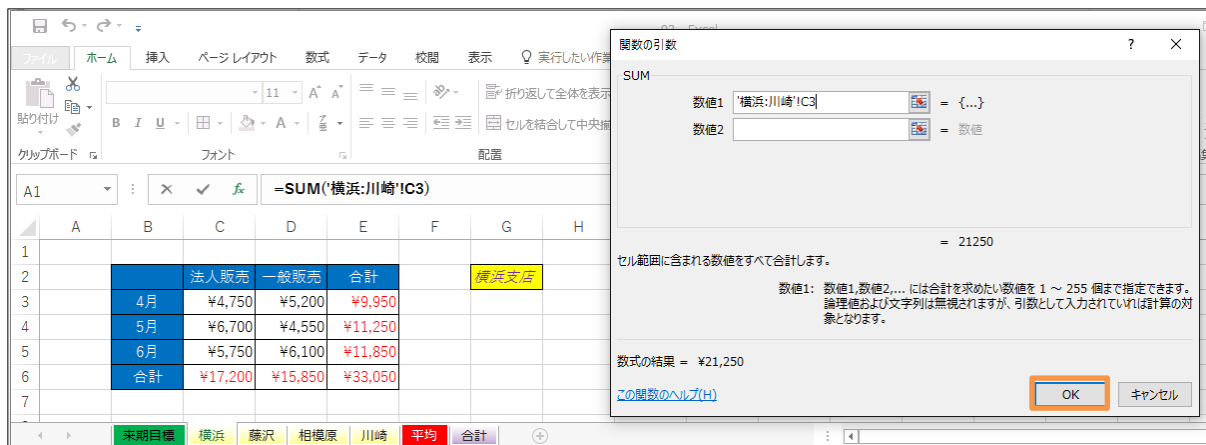 ファイル ホーム 挿入 ページ レイアウト 数式 データ 校閲 表示 実行したい作業
貼り付け
11
B I U
折り返して全体を表示
セルを結合して中央揃
クリップボード フォント 配置
A1
=SUM('横浜:川崎'!C3)
A B C D E F G H
1
2 法人販売 一般販売 合計 横浜支店
3 4月 ¥4,750 ¥5,200 ¥9,950
4 5月 ¥6,700 ¥4,550 ¥11,250
5 6月 ¥5,750 ¥6,100 ¥11,850
6 合計 ¥17,200 ¥15,850 ¥33,050
7
来期目標 横浜 藤沢 相模原 川崎 平均 合計
関数の引数
SUM
数値1 '横浜:川崎'!C3 = {...}
数値2 = 数値
= 21250
セル範囲に含まれる数値をすべて合計します。
数値1: 数値1,数値2,... には合計を求めたい数値を 1 ～ 255 個まで指定できます。
論理値および文字列は無視されますが、引数として入力されていれば計算の対
象となります。
数式の結果 = ¥21,250
この関数のヘルプ(H)
OK キャンセル